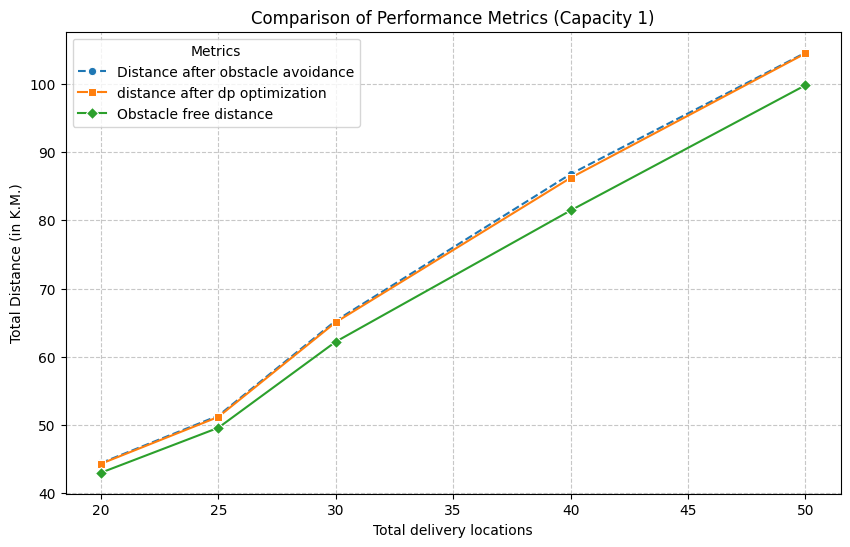 Comparison of Performance Metrics (Capacity 1)
Metrics
Distance after obstacle avoidance
distance after dp optimization
Obstacle free distance
Total Distance (in K.M.)
100
90
80
70
60
50
40
20 25 30 35 40 45 50
Total delivery locations